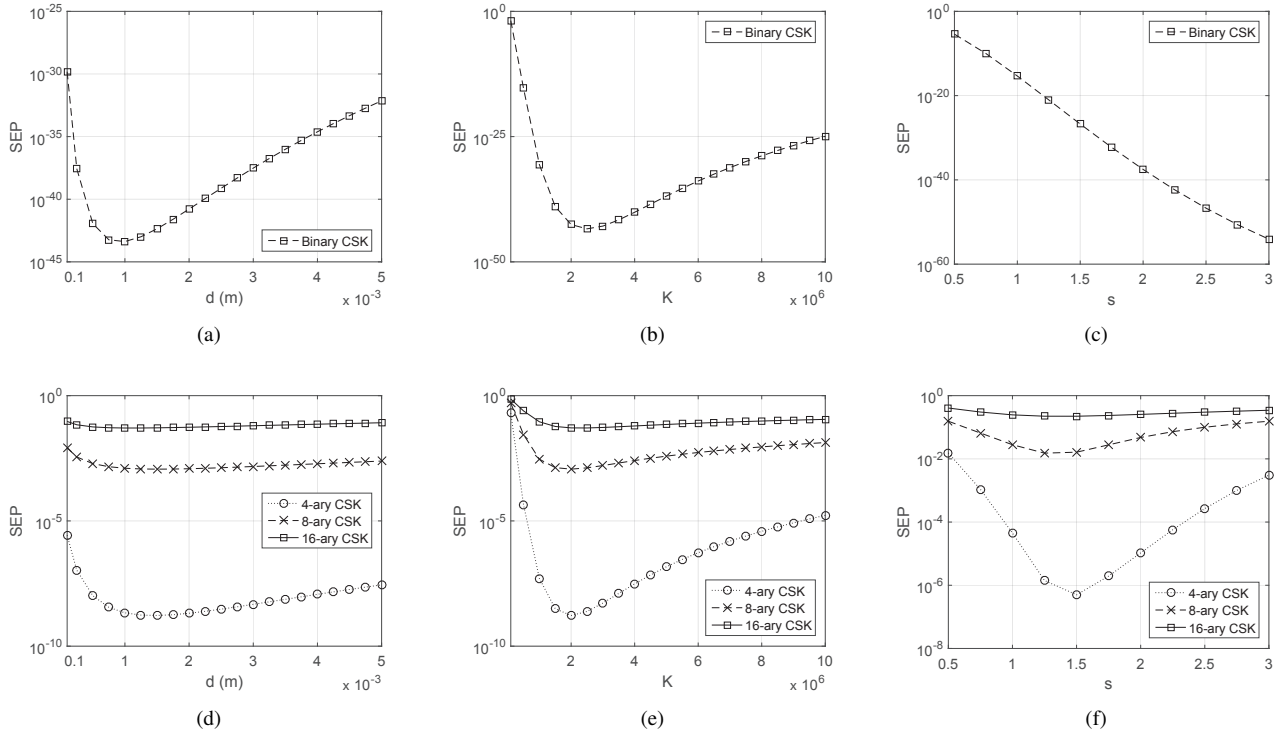 10^-25
10^-30
10^-35
10^-40
10^-45
SEP
0.1 1 2 3 4 5
d (m)
x 10^-3
Binary CSK
(a)
10^0
10^-25
10^-50
SEP
2 4 6 8 10
K
x 10^6
Binary CSK
(b)
10^0
10^-20
10^-40
10^-60
SEP
0.5 1 1.5 2 2.5 3
s
Binary CSK
(c)
10^0
10^-5
10^-10
SEP
0.1 1 2 3 4 5
d (m)
x 10^-3
4-ary CSK
8-ary CSK
16-ary CSK
(d)
10^0
10^-5
10^-10
SEP
2 4 6 8 10
K
x 10^6
4-ary CSK
8-ary CSK
16-ary CSK
(e)
10^0
10^-2
10^-4
10^-6
10^-8
SEP
0.5 1 1.5 2 2.5 3
s
4-ary CSK
8-ary CSK
16-ary CSK
(f)